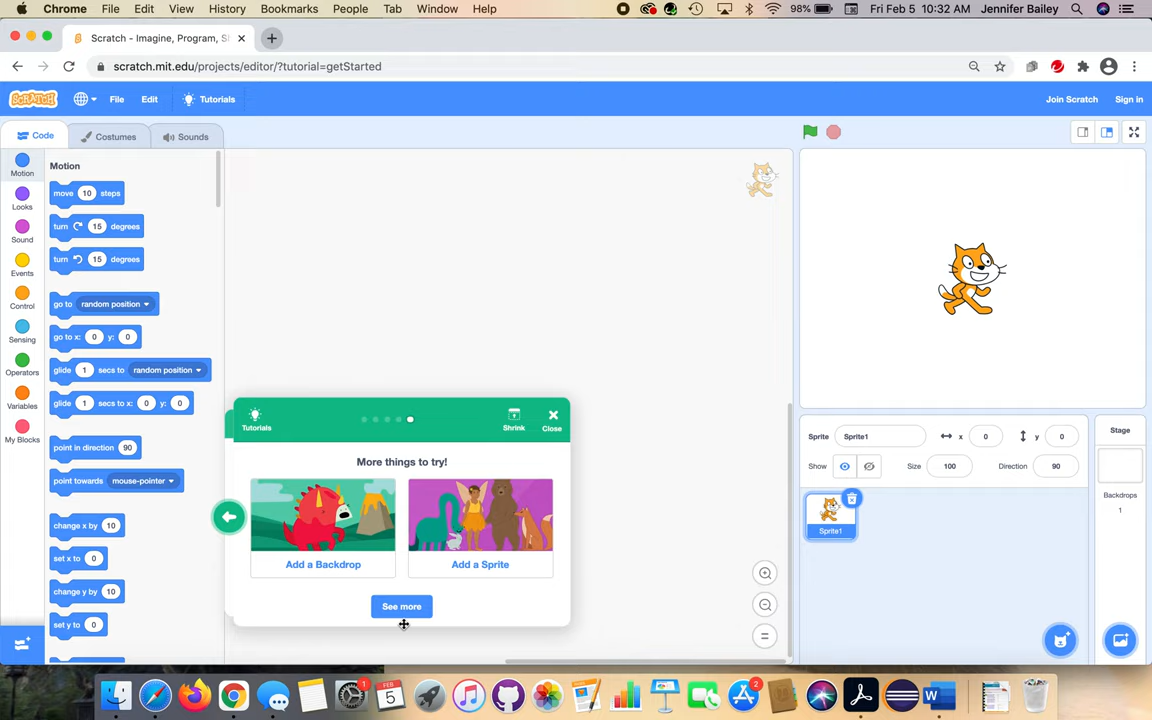 Chrome File Edit View History Bookmarks People Tab Window Help 98% Fri Feb 5 10:32 AM Jennifer Bailey
Scratch - Imagine, Program, S
scratch.mit.edu/projects/editor/?tutorial=getStarted
SCRATCH File Edit Tutorials Join Scratch Sign in
Code Costumes Sounds
Motion
Looks
Sound
Events
Control
Sensing
Operators
Variables
My Blocks
Motion
move 10 steps
turn 15 degrees
turn 15 degrees
go to random position
go to x: 0 y: 0
glide 1 secs to random position
glide 1 secs to x: 0 y: 0
point in direction 90
point towards mouse-pointer
change x by 10
set x to 0
change y by 10
set y to 0
Tutorials Shrink Close
More things to try!
Add a Backdrop Add a Sprite
See more
Sprite Sprite1 x 0 y 0
Show Size 100 Direction 90
Sprite1
Stage
Backdrops
1
1 5 2 W
FEB